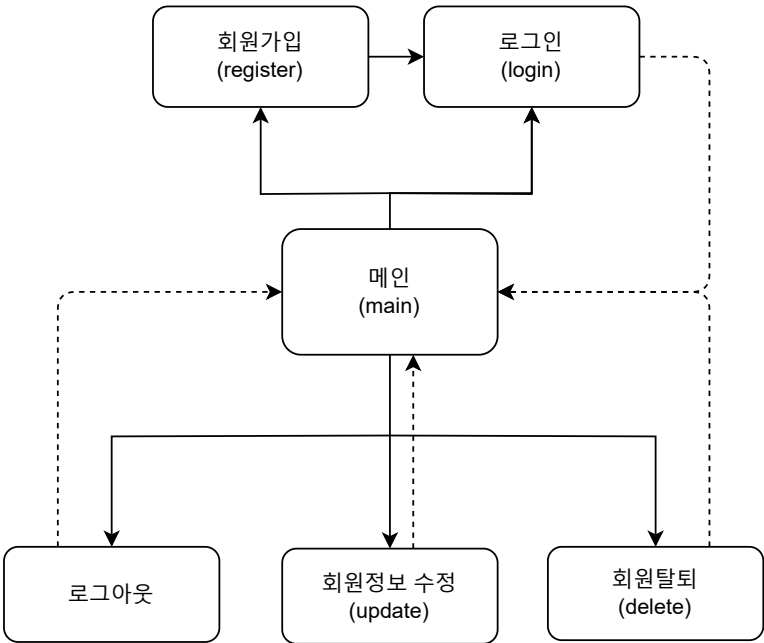 회원가입
(register)
로그인
(login)
메인
(main)
로그아웃
회원정보 수정
(update)
회원탈퇴
(delete)